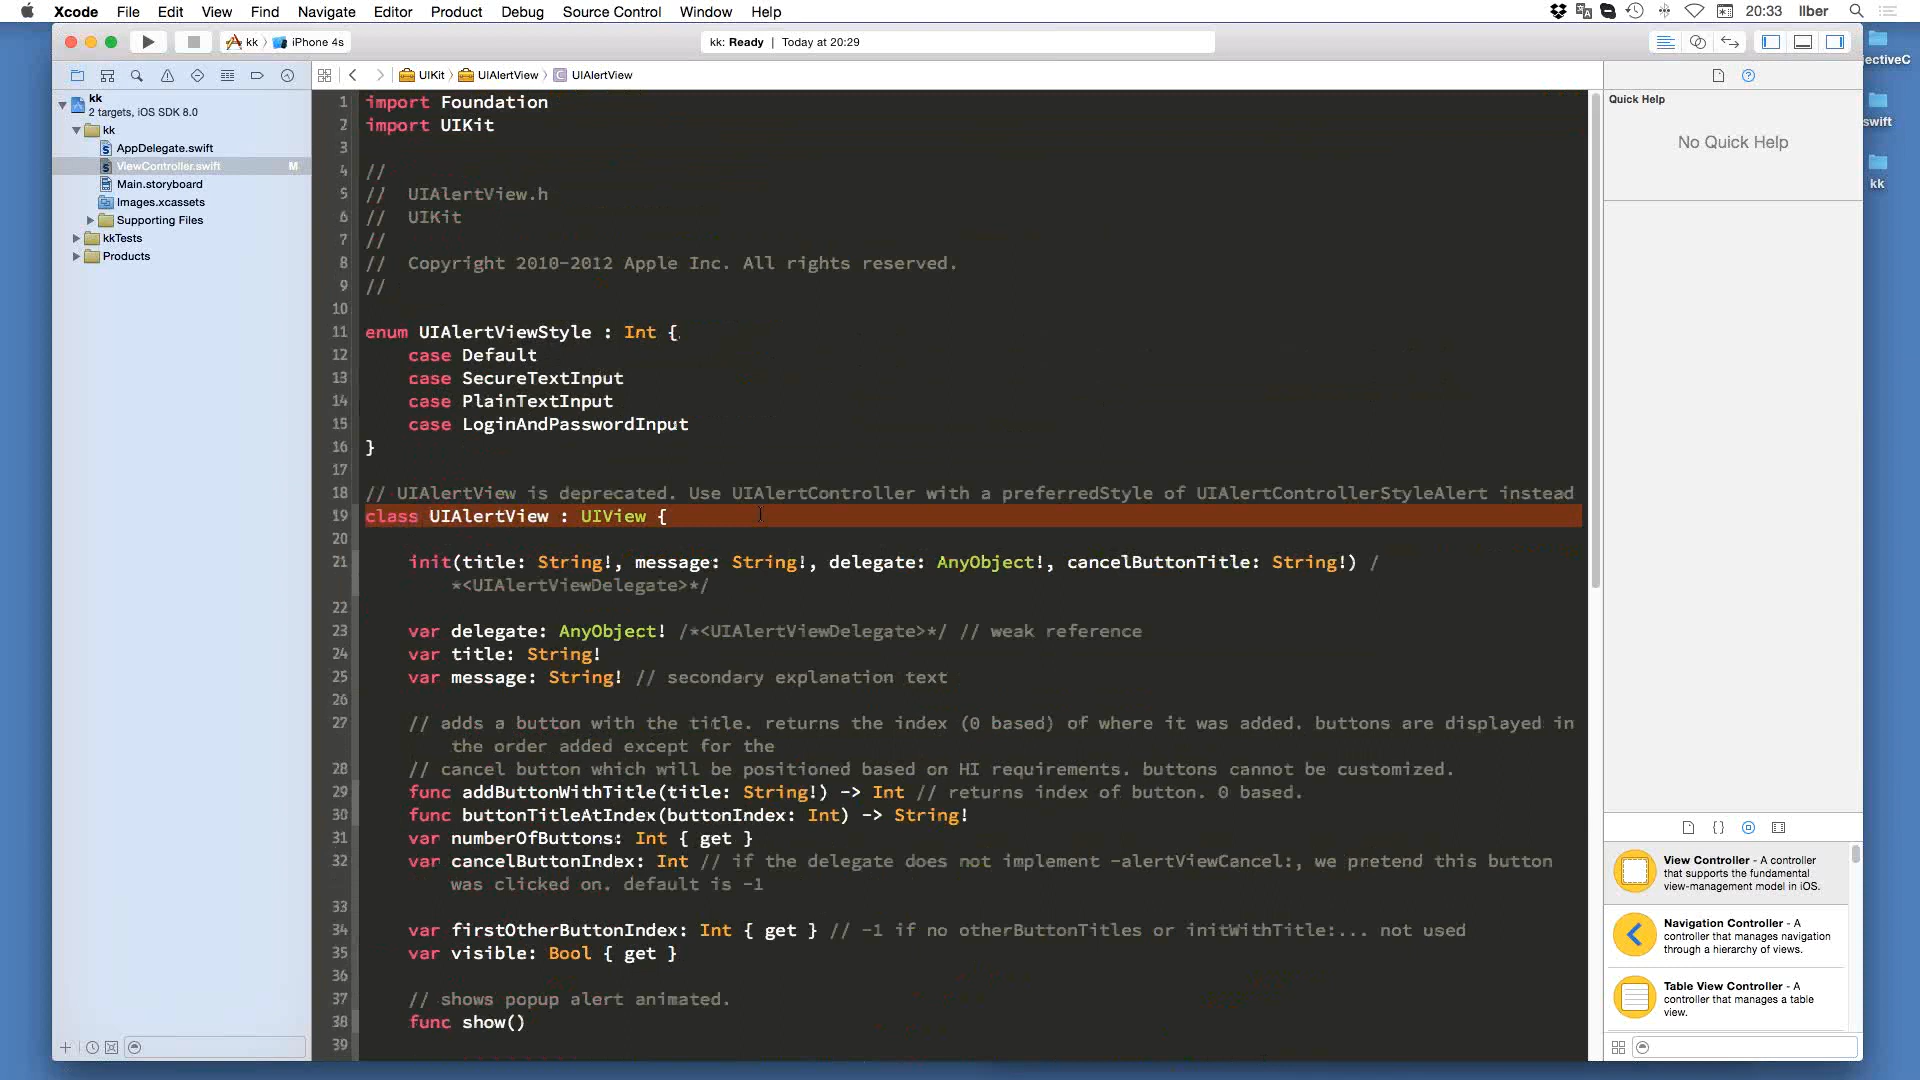 Xcode File Edit View Find Navigate Editor Product Debug Source Control Window Help 20:33 Ilber
kk iPhone 4s
kk: Ready | Today at 20:29
UIKit UIAlertView UIAlertView
kk
2 targets, iOS SDK 8.0
kk
AppDelegate.swift
ViewController.swift M
Main.storyboard
Images.xcassets
Supporting Files
kkTests
Products
1 import Foundation
2 import UIKit
3
4 //
5 //  UIAlertView.h
6 //  UIKit
7 //
8 //  Copyright 2010-2012 Apple Inc. All rights reserved.
9 //
10
11 enum UIAlertViewStyle : Int {
12     case Default
13     case SecureTextInput
14     case PlainTextInput
15     case LoginAndPasswordInput
16 }
17
18 // UIAlertView is deprecated. Use UIAlertController with a preferredStyle of UIAlertControllerStyleAlert instead
19 class UIAlertView : UIView {
20
21     init(title: String!, message: String!, delegate: AnyObject!, cancelButtonTitle: String!) /
*<UIAlertViewDelegate>*/
22
23     var delegate: AnyObject! /*<UIAlertViewDelegate>*/ // weak reference
24     var title: String!
25     var message: String! // secondary explanation text
26
27     // adds a button with the title. returns the index (0 based) of where it was added. buttons are displayed in
the order added except for the
28     // cancel button which will be positioned based on HI requirements. buttons cannot be customized.
29     func addButtonWithTitle(title: String!) -> Int // returns index of button. 0 based.
30     func buttonTitleAtIndex(buttonIndex: Int) -> String!
31     var numberOfButtons: Int { get }
32     var cancelButtonIndex: Int // if the delegate does not implement -alertViewCancel:, we pretend this button
was clicked on. default is -1
33
34     var firstOtherButtonIndex: Int { get } // -1 if no otherButtonTitles or initWithTitle:... not used
35     var visible: Bool { get }
36
37     // shows popup alert animated.
38     func show()
39
Quick Help
No Quick Help
View Controller - A controller
that supports the fundamental
view-management model in iOS.
Navigation Controller - A
controller that manages navigation
through a hierarchy of views.
Table View Controller - A
controller that manages a table
view.
jectiveC
swift
kk